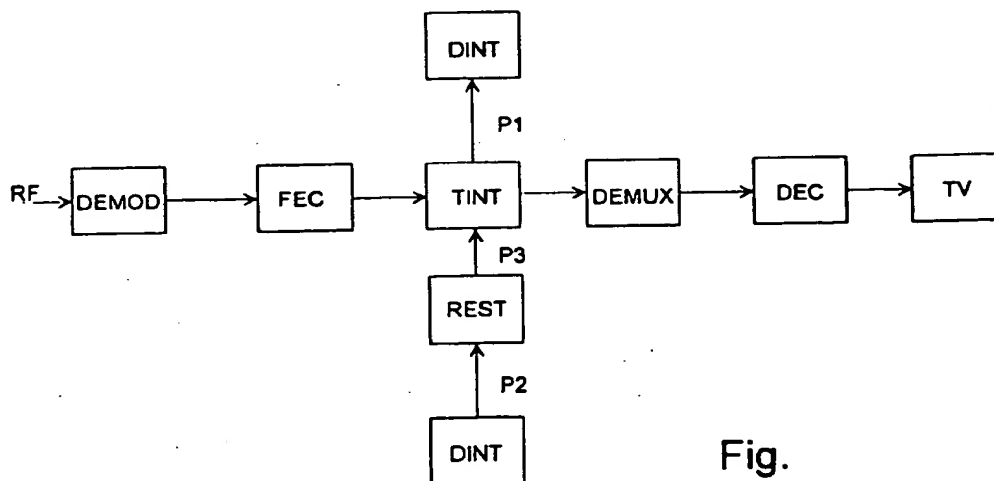 DINT
P1
RF
DEMOD
FEC
TINT
DEMUX
DEC
TV
P3
REST
P2
DINT
Fig.